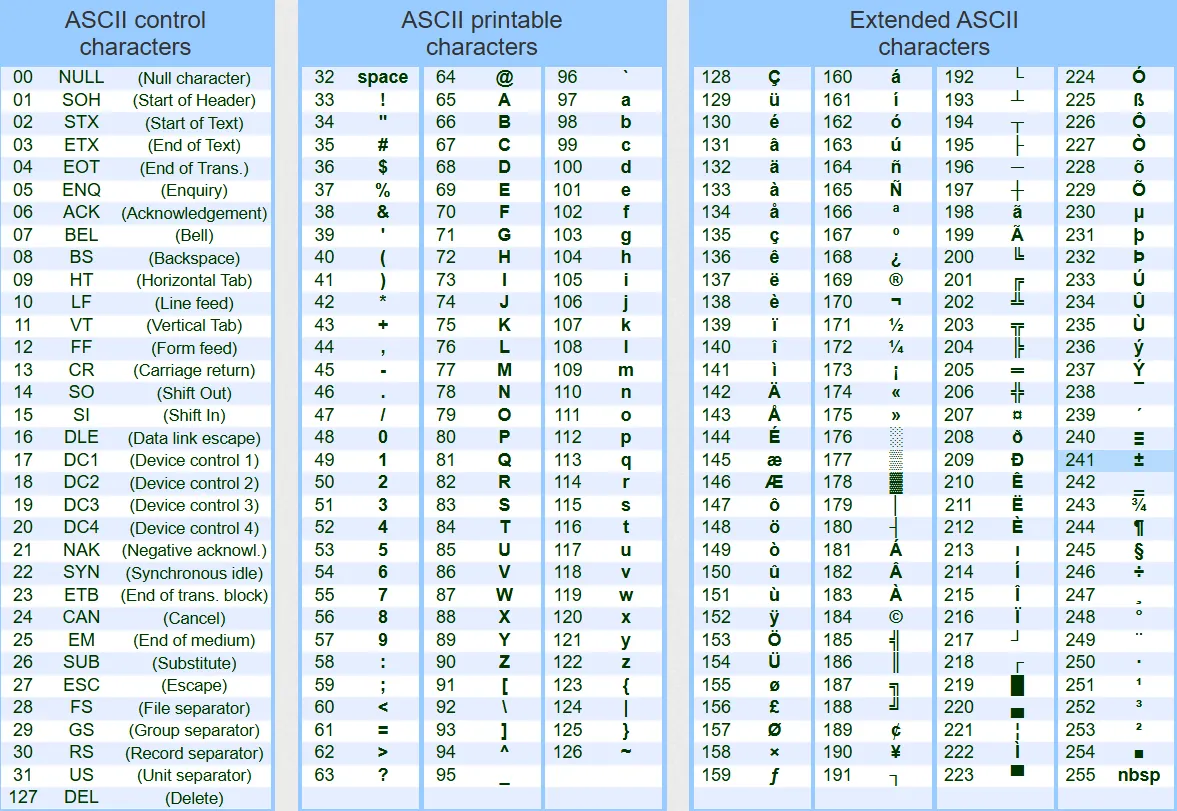 ASCII control
characters
00 NULL (Null character)
01 SOH (Start of Header)
02 STX (Start of Text)
03 ETX (End of Text)
04 EOT (End of Trans.)
05 ENQ (Enquiry)
06 ACK (Acknowledgement)
07 BEL (Bell)
08 BS (Backspace)
09 HT (Horizontal Tab)
10 LF (Line feed)
11 VT (Vertical Tab)
12 FF (Form feed)
13 CR (Carriage return)
14 SO (Shift Out)
15 SI (Shift In)
16 DLE (Data link escape)
17 DC1 (Device control 1)
18 DC2 (Device control 2)
19 DC3 (Device control 3)
20 DC4 (Device control 4)
21 NAK (Negative acknowl.)
22 SYN (Synchronous idle)
23 ETB (End of trans. block)
24 CAN (Cancel)
25 EM (End of medium)
26 SUB (Substitute)
27 ESC (Escape)
28 FS (File separator)
29 GS (Group separator)
30 RS (Record separator)
31 US (Unit separator)
127 DEL (Delete)
ASCII printable
characters
32 space 64 @ 96 `
33 ! 65 A 97 a
34 " 66 B 98 b
35 # 67 C 99 c
36 $ 68 D 100 d
37 % 69 E 101 e
38 & 70 F 102 f
39 ' 71 G 103 g
40 ( 72 H 104 h
41 ) 73 I 105 i
42 * 74 J 106 j
43 + 75 K 107 k
44 , 76 L 108 l
45 - 77 M 109 m
46 . 78 N 110 n
47 / 79 O 111 o
48 0 80 P 112 p
49 1 81 Q 113 q
50 2 82 R 114 r
51 3 83 S 115 s
52 4 84 T 116 t
53 5 85 U 117 u
54 6 86 V 118 v
55 7 87 W 119 w
56 8 88 X 120 x
57 9 89 Y 121 y
58 : 90 Z 122 z
59 ; 91 [ 123 {
60 < 92 \ 124 |
61 = 93 ] 125 }
62 > 94 ^ 126 ~
63 ? 95 _
Extended ASCII
characters
128 Ç 160 á 192 └ 224 Ó
129 ü 161 í 193 ┴ 225 ß
130 é 162 ó 194 ┬ 226 Ô
131 â 163 ú 195 ├ 227 Ò
132 ä 164 ñ 196 ─ 228 õ
133 à 165 Ñ 197 ┼ 229 Õ
134 å 166 ª 198 ã 230 µ
135 ç 167 º 199 Ã 231 þ
136 ê 168 ¿ 200 ╚ 232 Þ
137 ë 169 ® 201 ╔ 233 Ú
138 è 170 ¬ 202 ╩ 234 Û
139 ï 171 ½ 203 ╦ 235 Ù
140 î 172 ¼ 204 ╠ 236 ý
141 ì 173 ¡ 205 ═ 237 Ý
142 Ä 174 « 206 ╬ 238 ¯
143 Å 175 » 207 ¤ 239 ´
144 É 176 ░ 208 ð 240 ≡
145 æ 177 ▒ 209 Ð 241 ±
146 Æ 178 ▓ 210 Ê 242 ‗
147 ô 179 │ 211 Ë 243 ¾
148 ö 180 ┤ 212 È 244 ¶
149 ò 181 Á 213 ı 245 §
150 û 182 Â 214 Í 246 ÷
151 ù 183 À 215 Î 247 ¸
152 ÿ 184 © 216 Ï 248 °
153 Ö 185 ╣ 217 ┘ 249 ¨
154 Ü 186 ║ 218 ┌ 250 ·
155 ø 187 ╗ 219 █ 251 ¹
156 £ 188 ╝ 220 ▄ 252 ³
157 Ø 189 ¢ 221 ¦ 253 ²
158 × 190 ¥ 222 Ì 254 ■
159 ƒ 191 ┐ 223 ▀ 255 nbsp